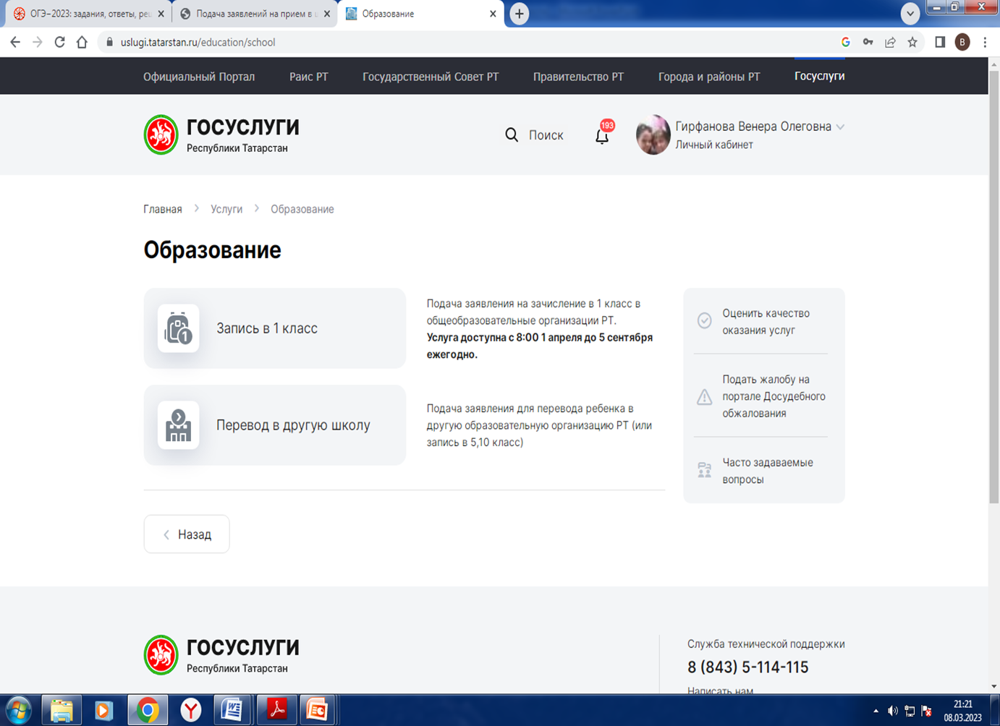 ОГЭ–2023: задания, ответы, ре
Подача заявлений на прием в
Образование
uslugi.tatarstan.ru/education/school
G
B
Официальный Портал Раис РТ Государственный Совет РТ Правительство РТ Города и районы РТ Госуслуги
ГОСУСЛУГИ
Республики Татарстан
Поиск
193
Гирфанова Венера Олеговна
Личный кабинет
Главная > Услуги > Образование
Образование
1
Запись в 1 класс
Подача заявления на зачисление в 1 класс в
общеобразовательные организации РТ.
Услуга доступна с 8:00 1 апреля до 5 сентября
ежегодно.
Перевод в другую школу
Подача заявления для перевода ребенка в
другую образовательную организацию РТ (или
запись в 5,10 класс)
Оценить качество
оказания услуг
Подать жалобу на
портале Досудебного
обжалования
Часто задаваемые
вопросы
Назад
ГОСУСЛУГИ
Республики Татарстан
Служба технической поддержки
8 (843) 5-114-115
Написать нам
21:21
08.03.2023